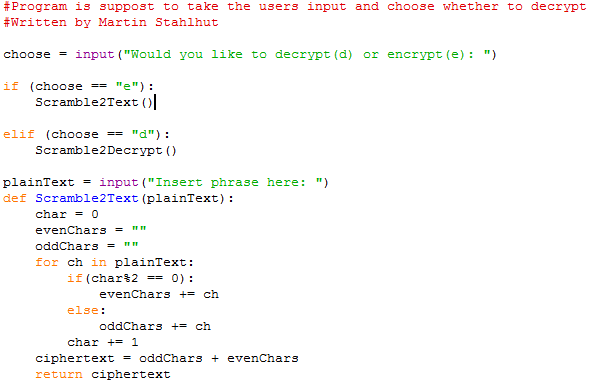 #Program is suppost to take the users input and choose whether to decrypt
#Written by Martin Stahlhut
choose = input("Would you like to decrypt(d) or encrypt(e): ")
if (choose == "e"):
    Scramble2Text()
elif (choose == "d"):
    Scramble2Decrypt()
plainText = input("Insert phrase here: ")
def Scramble2Text(plainText):
    char = 0
    evenChars = ""
    oddChars = ""
    for ch in plainText:
        if(char%2 == 0):
            evenChars += ch
        else:
            oddChars += ch
        char += 1
    ciphertext = oddChars + evenChars
    return ciphertext